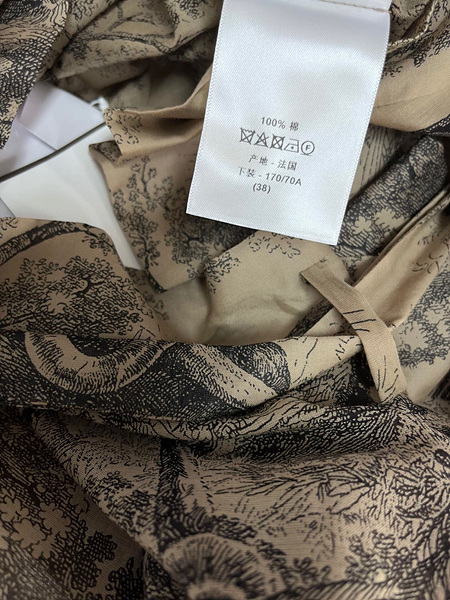 100% 棉
F
产地 - 法国
下装 - 170/70A
(38)